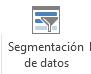 Segmentación
de datos